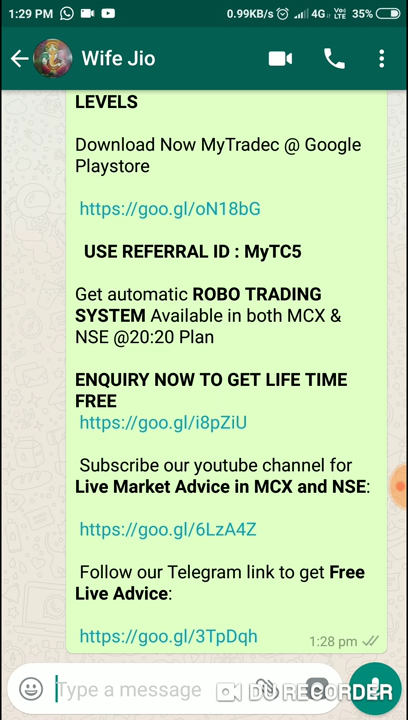 1:29 PM 0.99KB/s 4G Vo) LTE 35%
Wife Jio
LEVELS
Download Now MyTradec @ Google
Playstore
https://goo.gl/oN18bG
USE REFERRAL ID : MyTC5
Get automatic ROBO TRADING
SYSTEM Available in both MCX &
NSE @20:20 Plan
ENQUIRY NOW TO GET LIFE TIME
FREE
https://goo.gl/i8pZiU
Subscribe our youtube channel for
Live Market Advice in MCX and NSE:
https://goo.gl/6LzA4Z
Follow our Telegram link to get Free
Live Advice:
https://goo.gl/3TpDqh
1:28 pm
Type a message
DU RECORDER